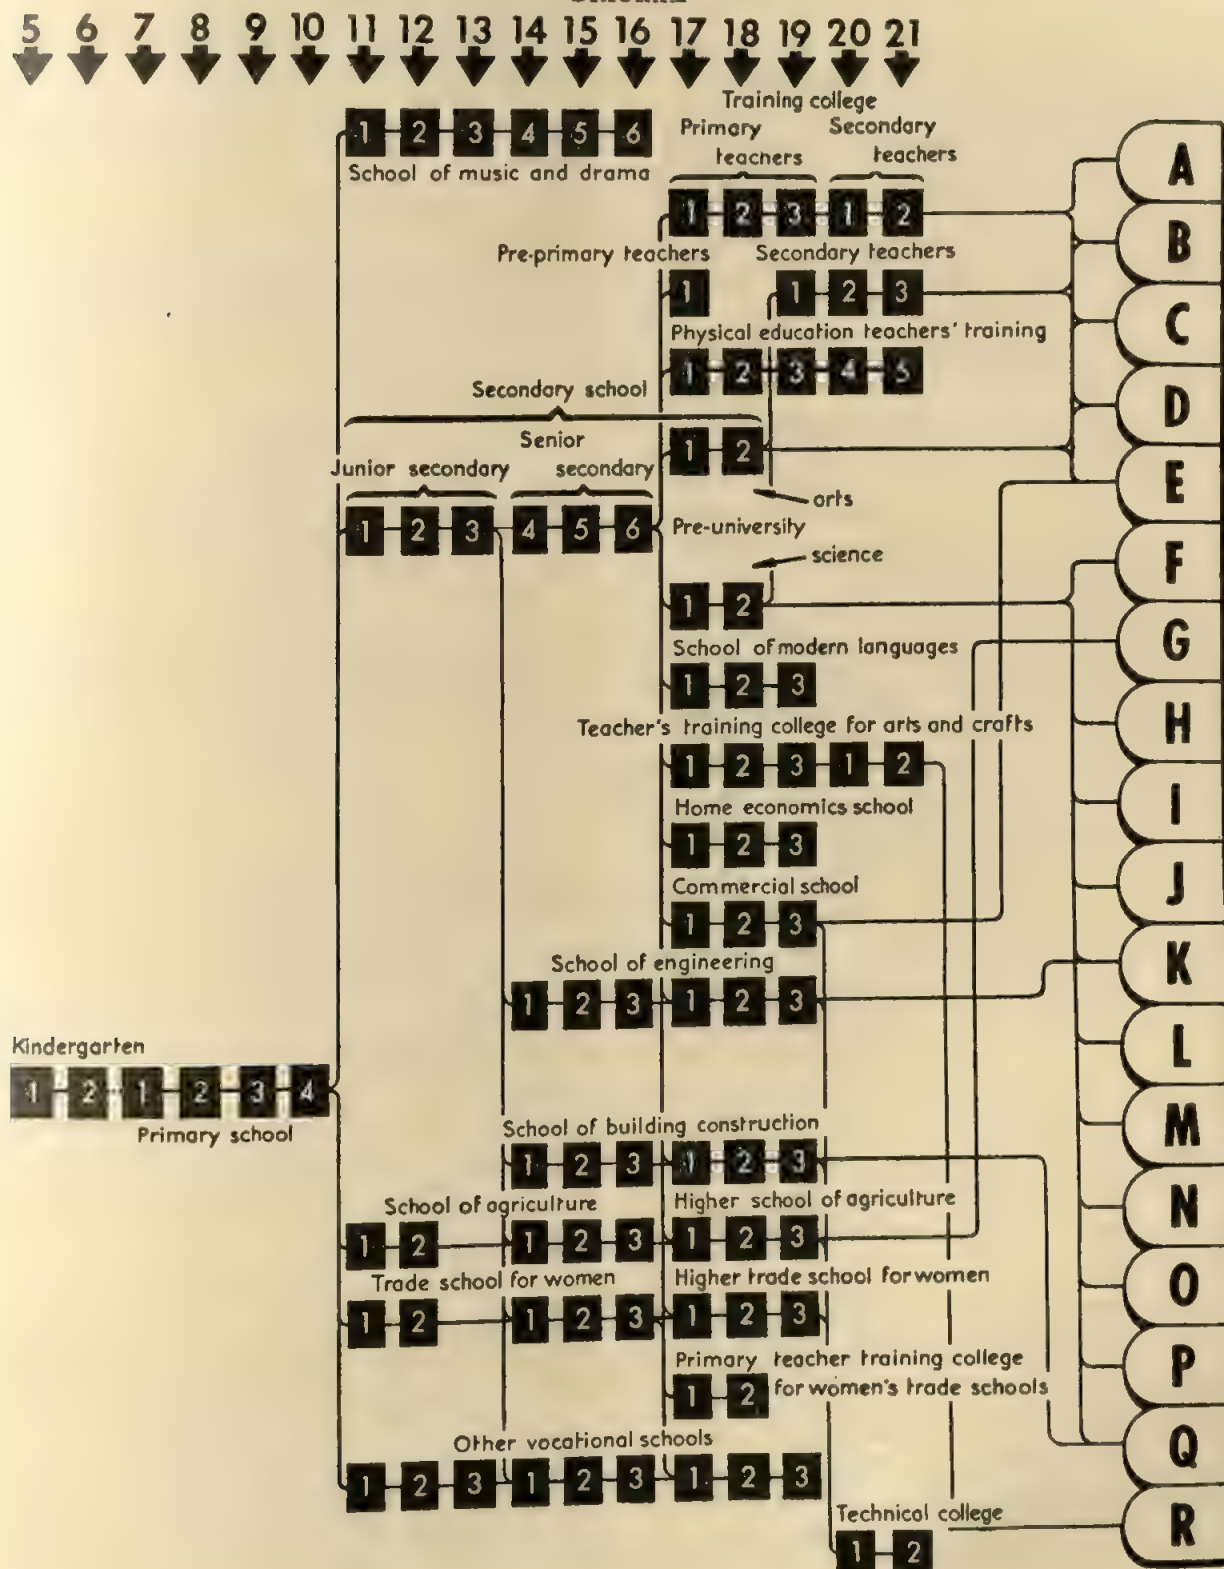 5 6 7 8 9 10 11 12 13 14 15 16 17 18 19 20 21
Training college
Primary teachers
Secondary teachers
1 2 3 4 5 6
School of music and drama
1 2 3 1 2
Pre-primary teachers
Secondary teachers
1
1 2 3
Physical education teachers' training
1 2 3 4 5
Secondary school
1 2
Junior secondary
Senior secondary
arts
1 2 3 4 5 6
Pre-university
science
1 2
School of modern languages
1 2 3
Teacher's training college for arts and crafts
1 2 3 1 2
Home economics school
1 2 3
Commercial school
1 2 3
School of engineering
1 2 3 1 2 3
Kindergarten
1 2 1 2 3 4
Primary school
School of building construction
1 2 3 1 2 3
School of agriculture
Higher school of agriculture
1 2 1 2 3 1 2 3
Trade school for women
Higher trade school for women
1 2 1 2 3 1 2 3
Primary teacher training college
for women's trade schools
1 2
Other vocational schools
1 2 3 1 2 3 1 2 3
Technical college
1 2
A
B
C
D
E
F
G
H
I
J
K
L
M
N
O
P
Q
R